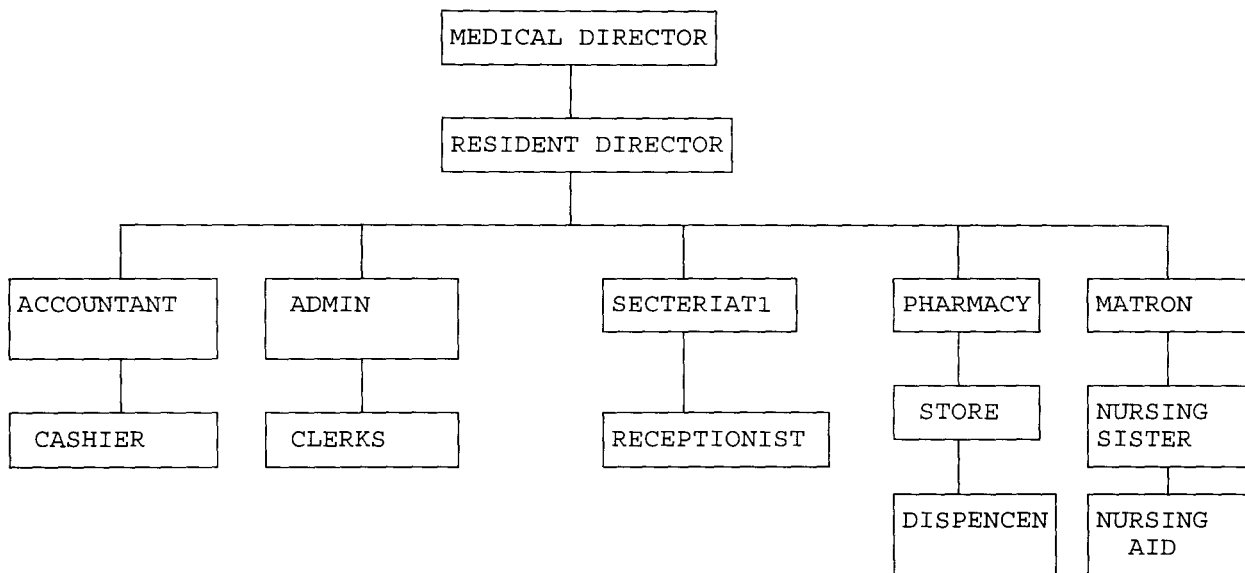 MEDICAL DIRECTOR
RESIDENT DIRECTOR
ACCOUNTANT
ADMIN
SECTERIAT1
PHARMACY
MATRON
CASHIER
CLERKS
RECEPTIONIST
STORE
NURSING
SISTER
DISPENCEN
NURSING
AID